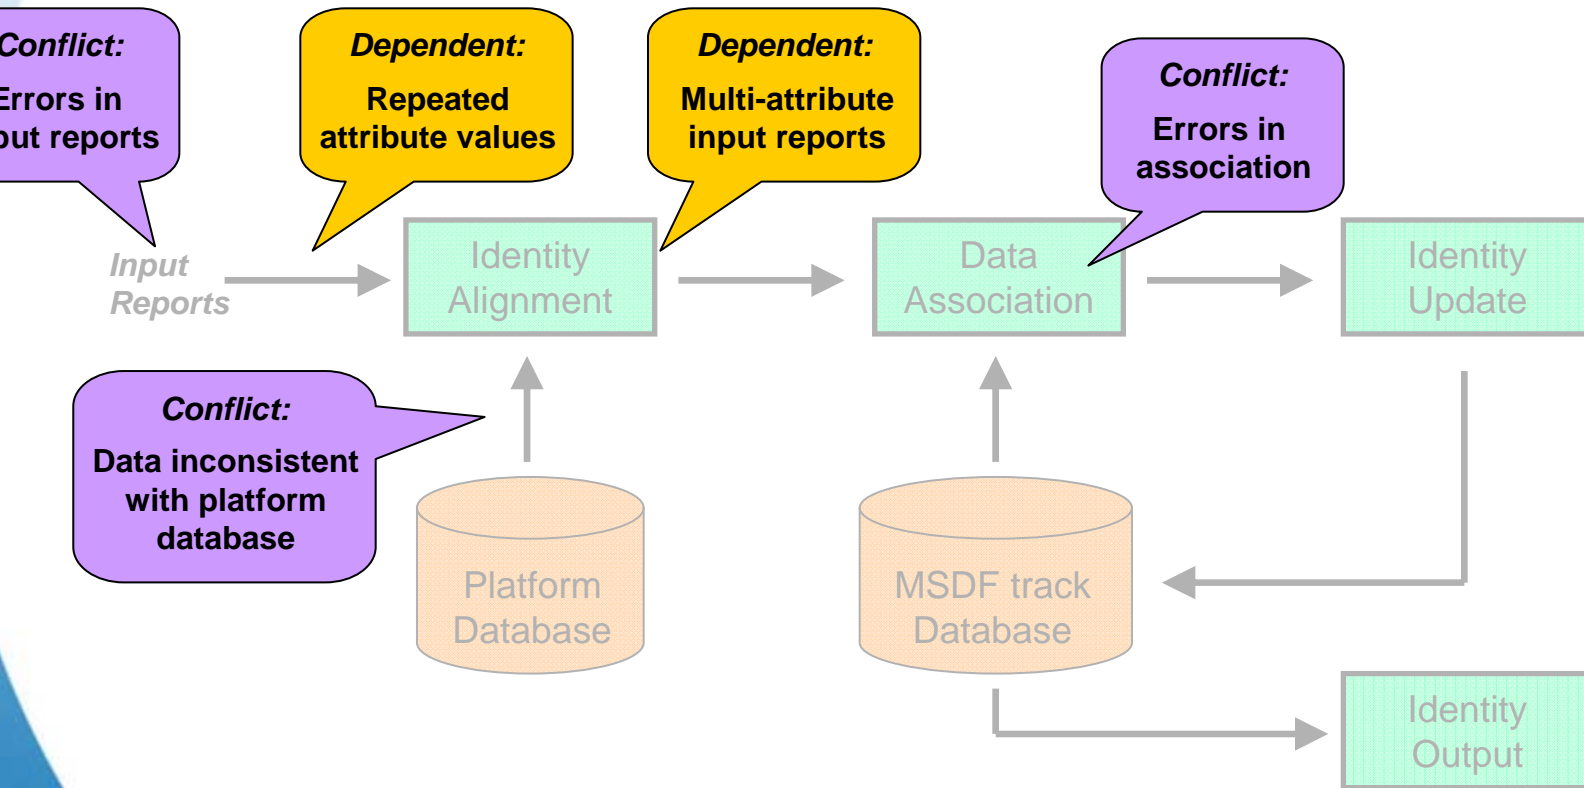 Conflict:
Errors in
put reports
Dependent:
Repeated
attribute values
Dependent:
Multi-attribute
input reports
Conflict:
Errors in
association
Input
Reports
Identity
Alignment
Data
Association
Identity
Update
Conflict:
Data inconsistent
with platform
database
Platform
Database
MSDF track
Database
Identity
Output